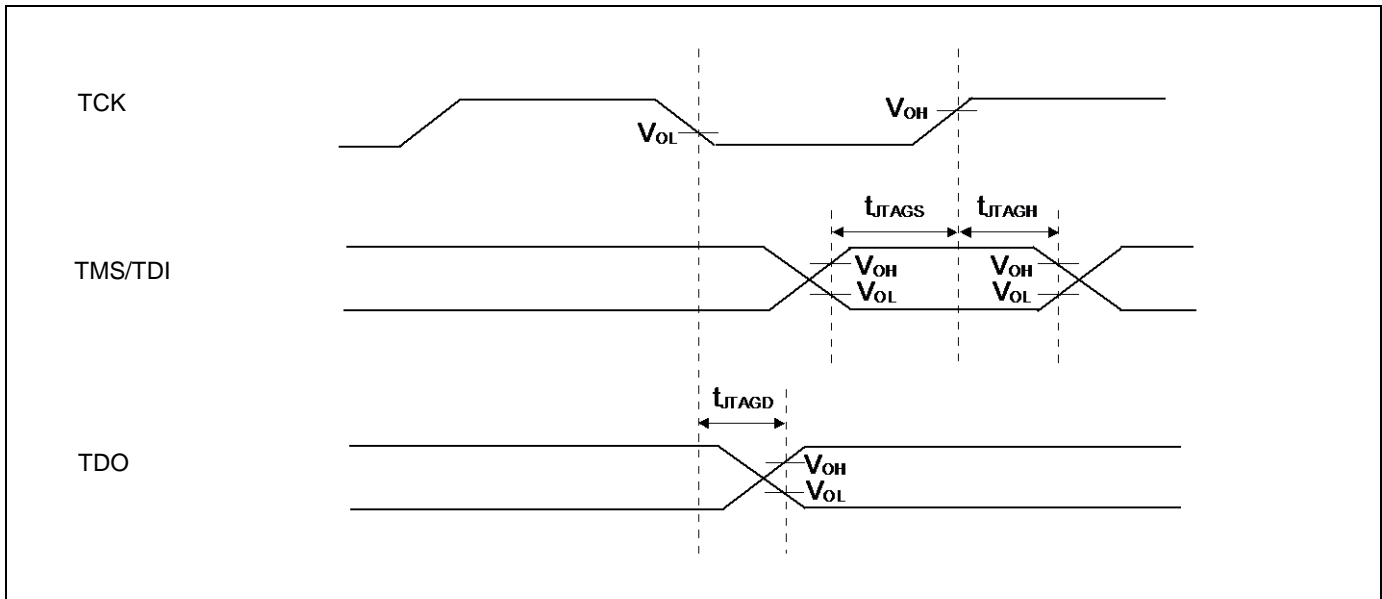 TCK
VOL
VOH
tJTAGS
tJTAGH
TMS/TDI
VOH
VOH
VOL
VOL
tJTAGD
TDO
VOH
VOL